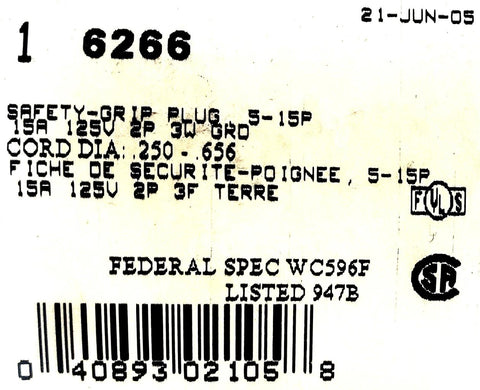 21-JUN-05
1 6266
SAFETY-GRIP PLUG, 5-15P
15A 125V 2P 3W GRD
CORD DIA: .250 - .656
FICHE DE SECURITE-POIGNEE, 5-15P
15A 125V 2P 3F TERRE
F UL S
FEDERAL SPEC WC596F
SA
LISTED 947B
0 40893 02105 8